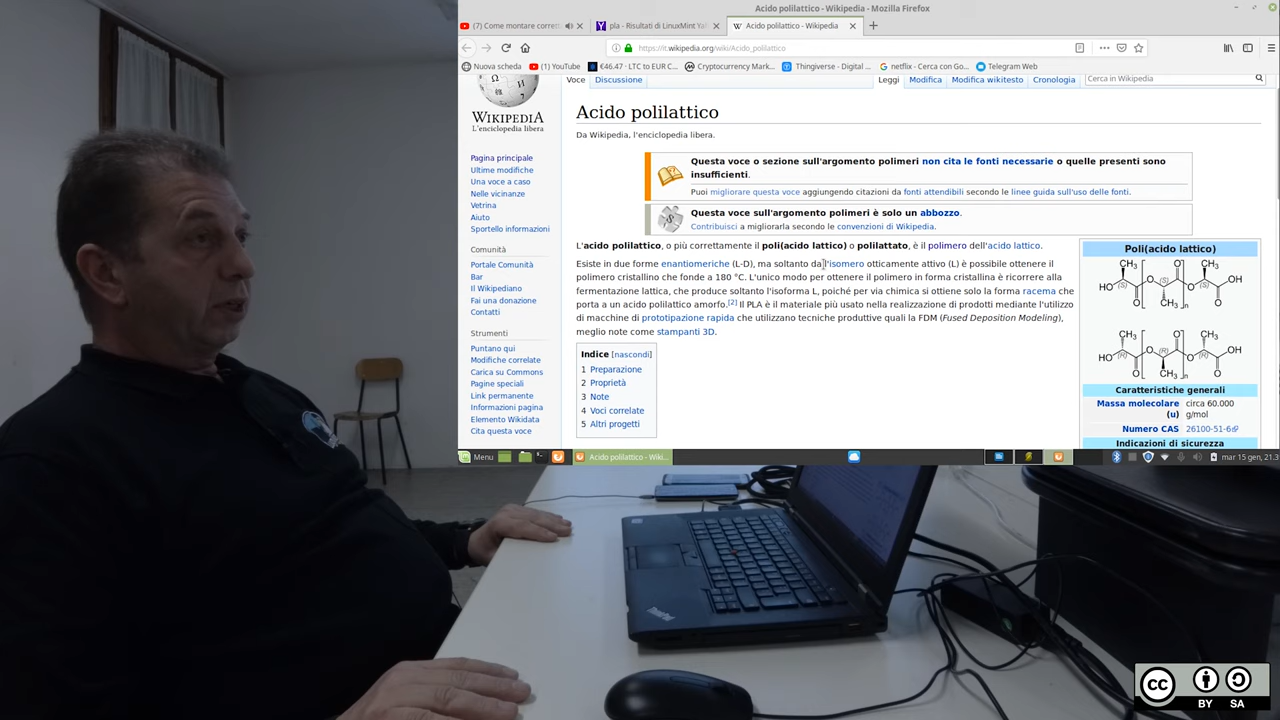 Acido polilattico - Wikipedia - Mozilla Firefox
(7) Come montare corrett
pla - Risultati di LinuxMint Ya
Acido polilattico - Wikipedia
https://it.wikipedia.org/wiki/Acido_polilattico
Nuova scheda
(1) YouTube
€46.47 : LTC to EUR C...
Cryptocurrency Mark...
Thingiverse - Digital ...
netflix - Cerca con Go...
Telegram Web
Voce
Discussione
Leggi
Modifica
Modifica wikitesto
Cronologia
Cerca in Wikipedia
WIKIPEDIA
L'enciclopedia libera
Pagina principale
Ultime modifiche
Una voce a caso
Nelle vicinanze
Vetrina
Aiuto
Sportello informazioni
Comunità
Portale Comunità
Bar
Il Wikipediano
Fai una donazione
Contatti
Strumenti
Puntano qui
Modifiche correlate
Carica su Commons
Pagine speciali
Link permanente
Informazioni pagina
Elemento Wikidata
Cita questa voce
Acido polilattico
Da Wikipedia, l'enciclopedia libera.
Questa voce o sezione sull'argomento polimeri non cita le fonti necessarie o quelle presenti sono
insufficienti.
Puoi migliorare questa voce aggiungendo citazioni da fonti attendibili secondo le linee guida sull'uso delle fonti.
Questa voce sull'argomento polimeri è solo un abbozzo.
Contribuisci a migliorarla secondo le convenzioni di Wikipedia.
L'acido polilattico, o più correttamente il poli(acido lattico) o polilattato, è il polimero dell'acido lattico.
Esiste in due forme enantiomeriche (L-D), ma soltanto dall'isomero otticamente attivo (L) è possibile ottenere il
polimero cristallino che fonde a 180 °C. L'unico modo per ottenere il polimero in forma cristallina è ricorrere alla
fermentazione lattica, che produce soltanto l'isoforma L, poiché per via chimica si ottiene solo la forma racema che
porta a un acido polilattico amorfo.[2] Il PLA è il materiale più usato nella realizzazione di prodotti mediante l'utilizzo
di macchine di prototipazione rapida che utilizzano tecniche produttive quali la FDM (Fused Deposition Modeling),
meglio note come stampanti 3D.
Indice [nascondi]
1 Preparazione
2 Proprietà
3 Note
4 Voci correlate
5 Altri progetti
Poli(acido lattico)
CH3 O CH3
HO (S) O (S) O (S) OH
O CH3 n O
CH3 O CH3
HO (R) O (R) O (R) OH
O CH3 n O
Caratteristiche generali
Massa molecolare circa 60.000
(u) g/mol
Numero CAS 26100-51-6
Indicazioni di sicurezza
Menu
Acido polilattico - Wiki...
mar 15 gen, 21.3
ThinkPad
cc
BY SA